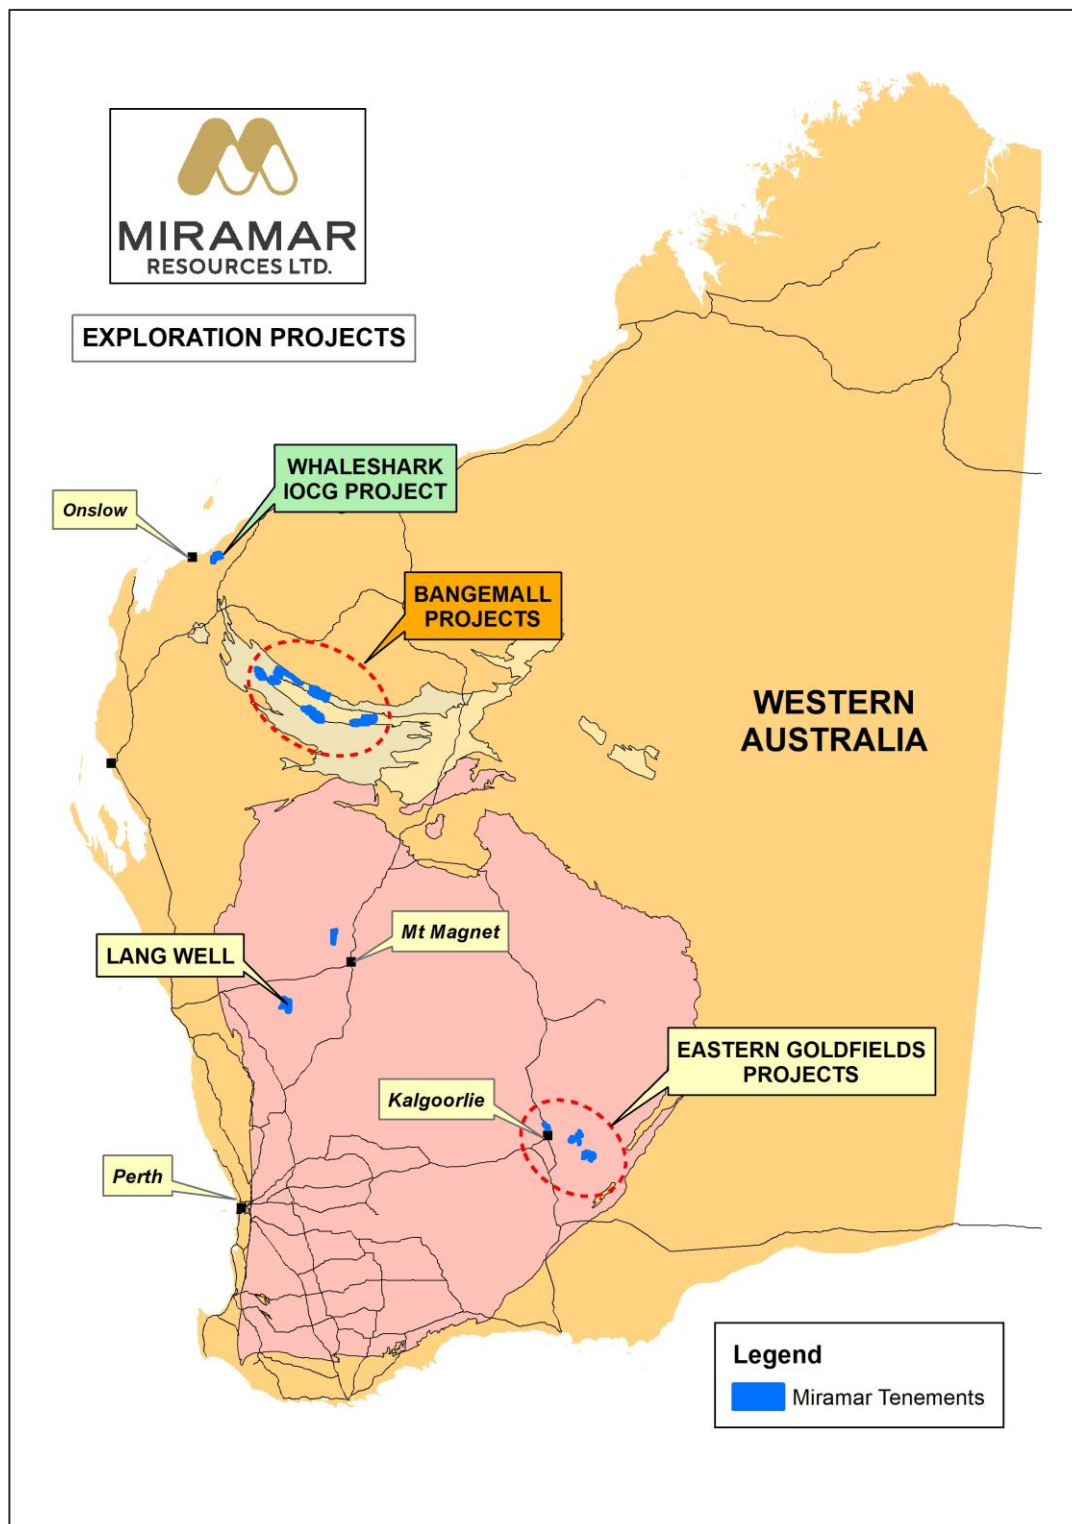 MIRAMAR
RESOURCES LTD.
EXPLORATION PROJECTS
WHALESHARK
IOCG PROJECT
Onslow
BANGEMALL
PROJECTS
WESTERN
AUSTRALIA
Mt Magnet
LANG WELL
EASTERN GOLDFIELDS
PROJECTS
Kalgoorlie
Perth
Legend
Miramar Tenements